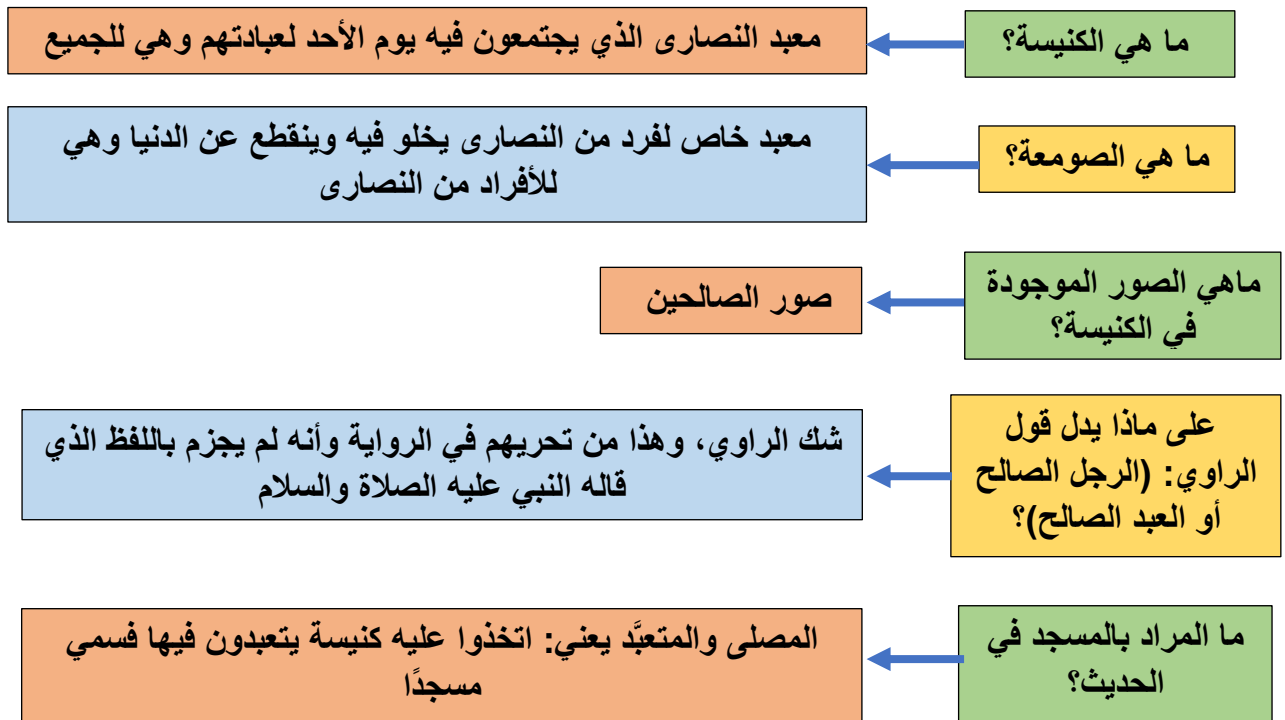 ما هي الكنيسة؟
معبد النصارى الذي يجتمعون فيه يوم الأحد لعبادتهم وهي للجميع
ما هي الصومعة؟
معبد خاص لفرد من النصارى يخلو فيه وينقطع عن الدنيا وهي
للأفراد من النصارى
ماهي الصور الموجودة
في الكنيسة؟
صور الصالحين
على ماذا يدل قول
الراوي: (الرجل الصالح
أو العبد الصالح)؟
شك الراوي، وهذا من تحريهم في الرواية وأنه لم يجزم باللفظ الذي
قاله النبي عليه الصلاة والسلام
ما المراد بالمسجد في
الحديث؟
المصلى والمتعبَّد يعني: اتخذوا عليه كنيسة يتعبدون فيها فسمي
مسجدًا